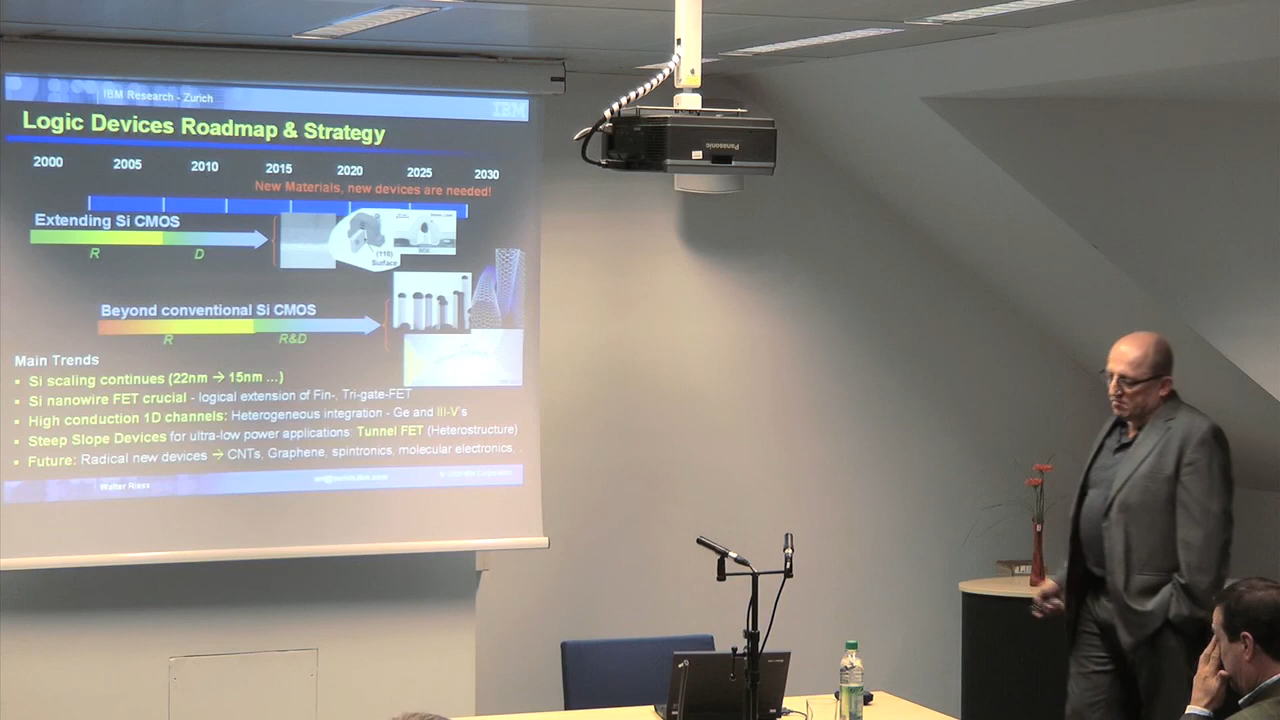 IBM Research - Zurich
IBM
Logic Devices Roadmap & Strategy
2000 2005 2010 2015 2020 2025 2030
New Materials, new devices are needed!
Extending Si CMOS
R D
(110)
Surface
Beyond conventional Si CMOS
R R&D
Main Trends
Si scaling continues (22nm → 15nm ...)
Si nanowire FET crucial - logical extension of Fin-, Tri-gate-FET
High conduction 1D channels: Heterogeneous integration - Ge and III-V's
Steep Slope Devices for ultra-low power applications: Tunnel FET (Heterostructure)
Future: Radical new devices → CNTs, Graphene, spintronics, molecular electronics, .
Walter Riess
Panasonic